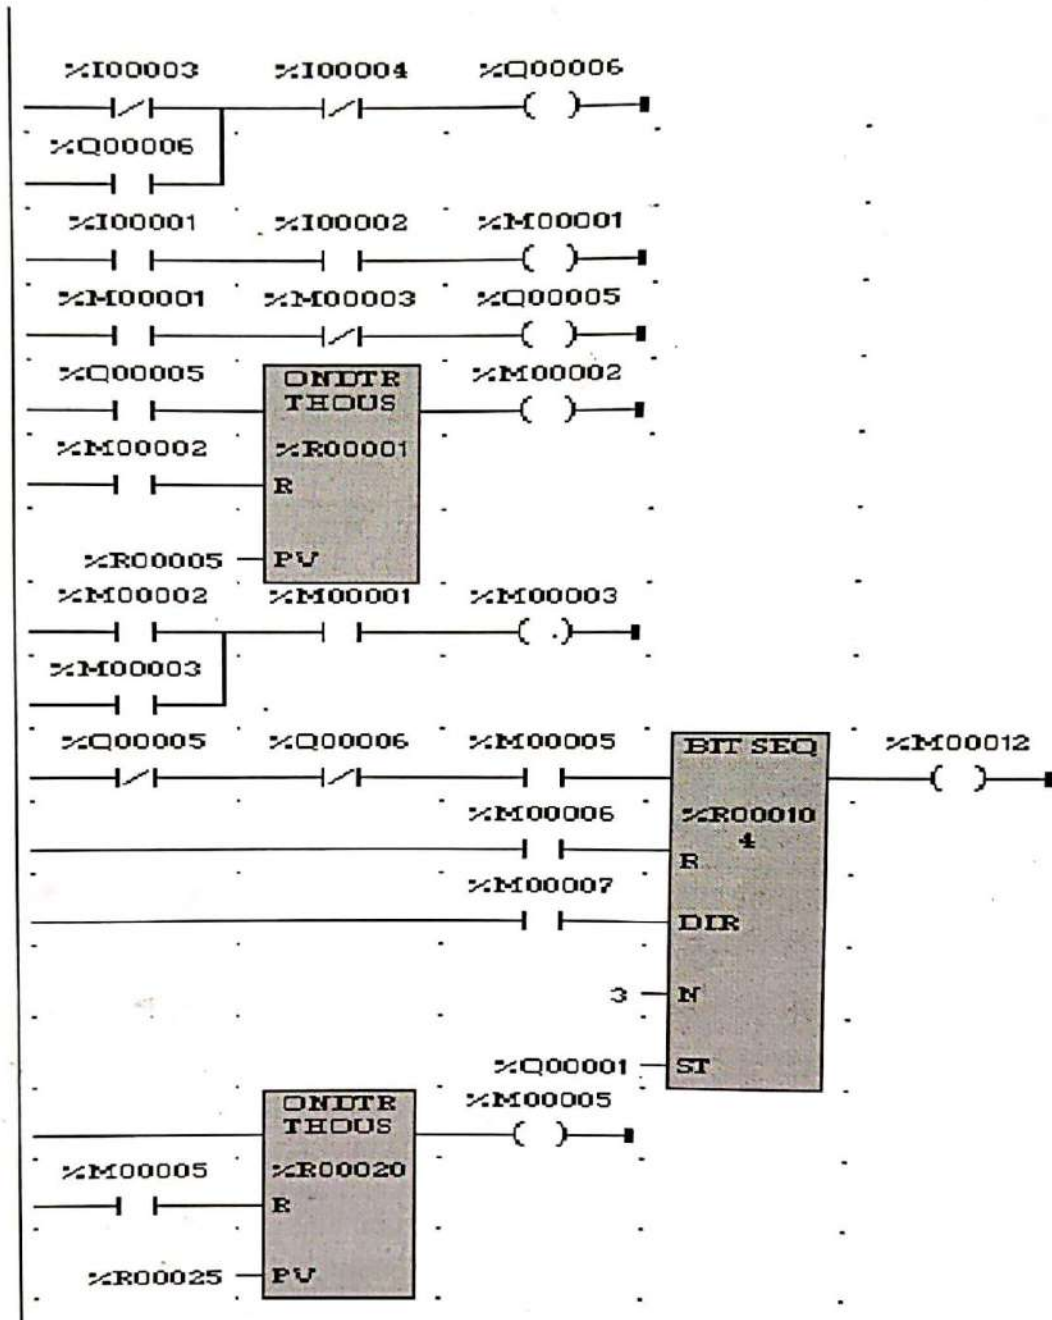 %I00003 %I00004 %Q00006
%Q00006
%I00001 %I00002 %M00001
%M00001 %M00003 %Q00005
%Q00005 ONDTR %M00002
THOUS
%M00002 %R00001
R
%R00005 PV
%M00002 %M00001 %M00003
%M00003
%Q00005 %Q00006 %M00005 BIT SEQ %M00012
%M00006 %R00010
4
R
%M00007
DIR
3 N
%Q00001 ST
ONDTR %M00005
THOUS
%M00005 %R00020
R
%R00025 PV